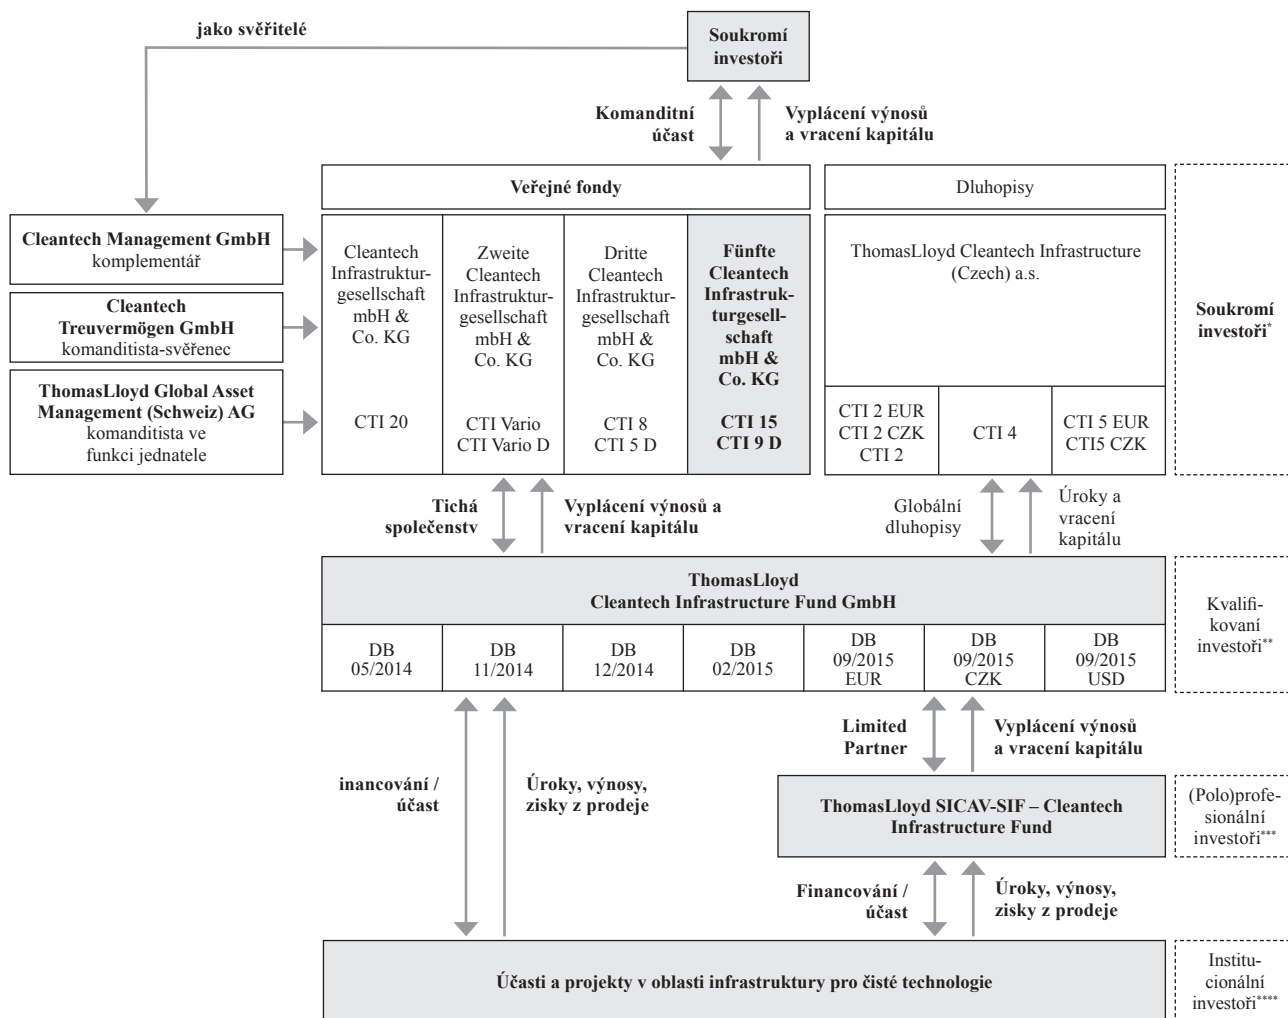 jako svěřitelé
Soukromí
investoři
Komanditní
účast
Vyplácení výnosů
a vracení kapitálu
Veřejné fondy
Dluhopisy
Cleantech Management GmbH
komplementář
Cleantech
Treuvermögen GmbH
komanditista-svěřenec
ThomasLloyd Global Asset
Management (Schweiz) AG
komanditista ve
funkci jednatele
Cleantech
Infrastruktur-
gesellschaft
mbH &
Co. KG
CTI 20
Zweite
Cleantech
Infrastruktur-
gesellschaft
mbH &
Co. KG
CTI Vario
CTI Vario D
Dritte
Cleantech
Infrastruktur-
gesellschaft
mbH &
Co. KG
CTI 8
CTI 5 D
Fünfte
Cleantech
Infrastruk-
turgesell-
schaft
mbH &
Co. KG
CTI 15
CTI 9 D
ThomasLloyd Cleantech Infrastructure
(Czech) a.s.
CTI 2 EUR
CTI 2 CZK
CTI 2
CTI 4
CTI 5 EUR
CTI5 CZK
Soukromí
investoři*
Tichá
společenstv
Vyplácení výnosů a
vracení kapitálu
Globální
dluhopisy
Úroky a
vracení
kapitálu
ThomasLloyd
Cleantech Infrastructure Fund GmbH
DB
05/2014
DB
11/2014
DB
12/2014
DB
02/2015
DB
09/2015
EUR
DB
09/2015
CZK
DB
09/2015
USD
Kvalifi-
kovaní
investoři**
inancování /
účast
Úroky, výnosy,
zisky z prodeje
Limited
Partner
Vyplácení výnosů
a vracení kapitálu
ThomasLloyd SICAV-SIF – Cleantech
Infrastructure Fund
(Polo)profe-
sionální
investoři***
Financování /
účast
Úroky, výnosy,
zisky z prodeje
Účasti a projekty v oblasti infrastruktury pro čisté technologie
Institu-
cionální
investoři****